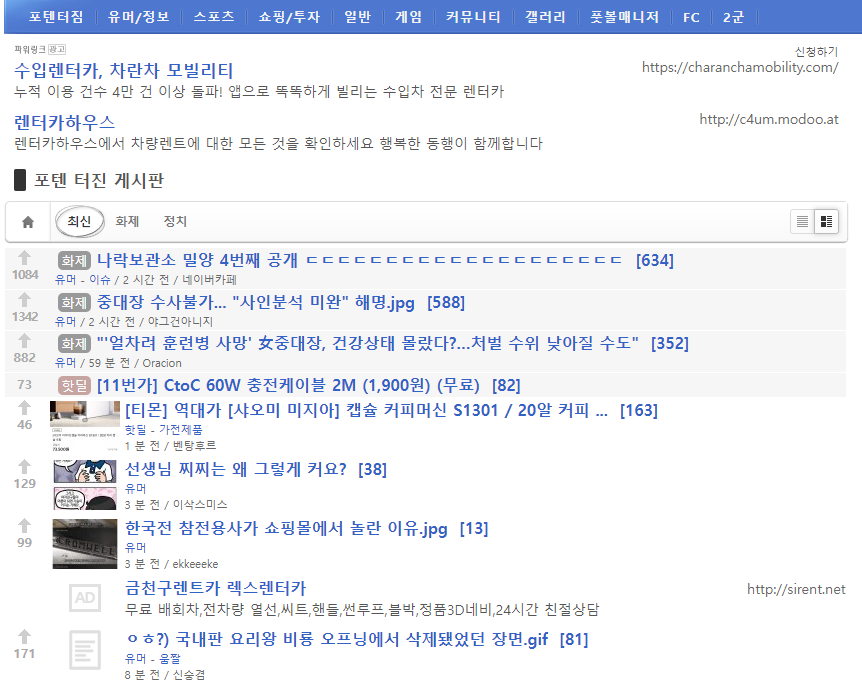 포텐터짐 유머/정보 스포츠 쇼핑/투자 일반 게임 커뮤니티 갤러리 풋볼매니저 FC 2군
파워링크 광고 신청하기
수입렌터카, 차란차 모빌리티 https://charanchamobility.com/
누적 이용 건수 4만 건 이상 돌파! 앱으로 똑똑하게 빌리는 수입차 전문 렌터카
렌터카하우스 http://c4um.modoo.at
렌터카하우스에서 차량렌트에 대한 모든 것을 확인하세요 행복한 동행이 함께합니다
포텐 터진 게시판
최신 화제 정치
1084 화제 나락보관소 밀양 4번째 공개 ㄷㄷㄷㄷㄷㄷㄷㄷㄷㄷㄷㄷㄷㄷㄷㄷㄷㄷㄷㄷ [634]
유머 - 이슈 / 2 시간 전 / 네이버카페
1342 화제 중대장 수사불가... "사인분석 미완" 해명.jpg [588]
유머 / 2 시간 전 / 야그건아니지
882 화제 "'얼차려 훈련병 사망' 女중대장, 건강상태 몰랐다?...처벌 수위 낮아질 수도" [352]
유머 / 59 분 전 / Oracion
73 핫딜 [11번가] CtoC 60W 충전케이블 2M (1,900원) (무료) [82]
46 [티몬] 역대가 [샤오미 미지아] 캡슐 커피머신 S1301 / 20알 커피 ... [163]
핫딜 - 가전제품
1 분 전 / 벤탕후르
129 선생님 찌찌는 왜 그렇게 커요? [38]
유머
3 분 전 / 이삭스미스
99 한국전 참전용사가 쇼핑몰에서 놀란 이유.jpg [13]
유머
3 분 전 / ekkeeeke
CROMWELL
AD 금천구렌트카 렉스렌터카 http://sirent.net
무료 배회차,전차량 열선,씨트,핸들,썬루프,블박,정품3D네비,24시간 친절상담
171 ㅇㅎ?) 국내판 요리왕 비룡 오프닝에서 삭제됐었던 장면.gif [81]
유머 - 움짤
8 분 전 / 신숭겸